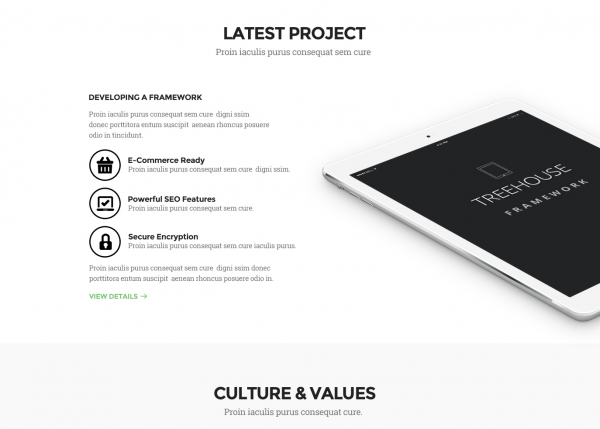 LATEST PROJECT
Proin iaculis purus consequat sem cure
DEVELOPING A FRAMEWORK
Proin iaculis purus consequat sem cure digni ssim
donec porttitora entum suscipit aenean rhoncus posuere
odio in tincidunt.
E-Commerce Ready
Proin iaculis purus consequat sem cure digni ssim.
Powerful SEO Features
Proin iaculis purus consequat sem cure.
Secure Encryption
Proin iaculis purus consequat sem cure iaculis purus.
Proin iaculis purus consequat sem cure digni ssim donec
porttitora entum suscipit aenean rhoncus posuere odio in.
VIEW DETAILS →
TREEHOUSE
FRAMEWORK
CULTURE & VALUES
Proin iaculis purus consequat cure.